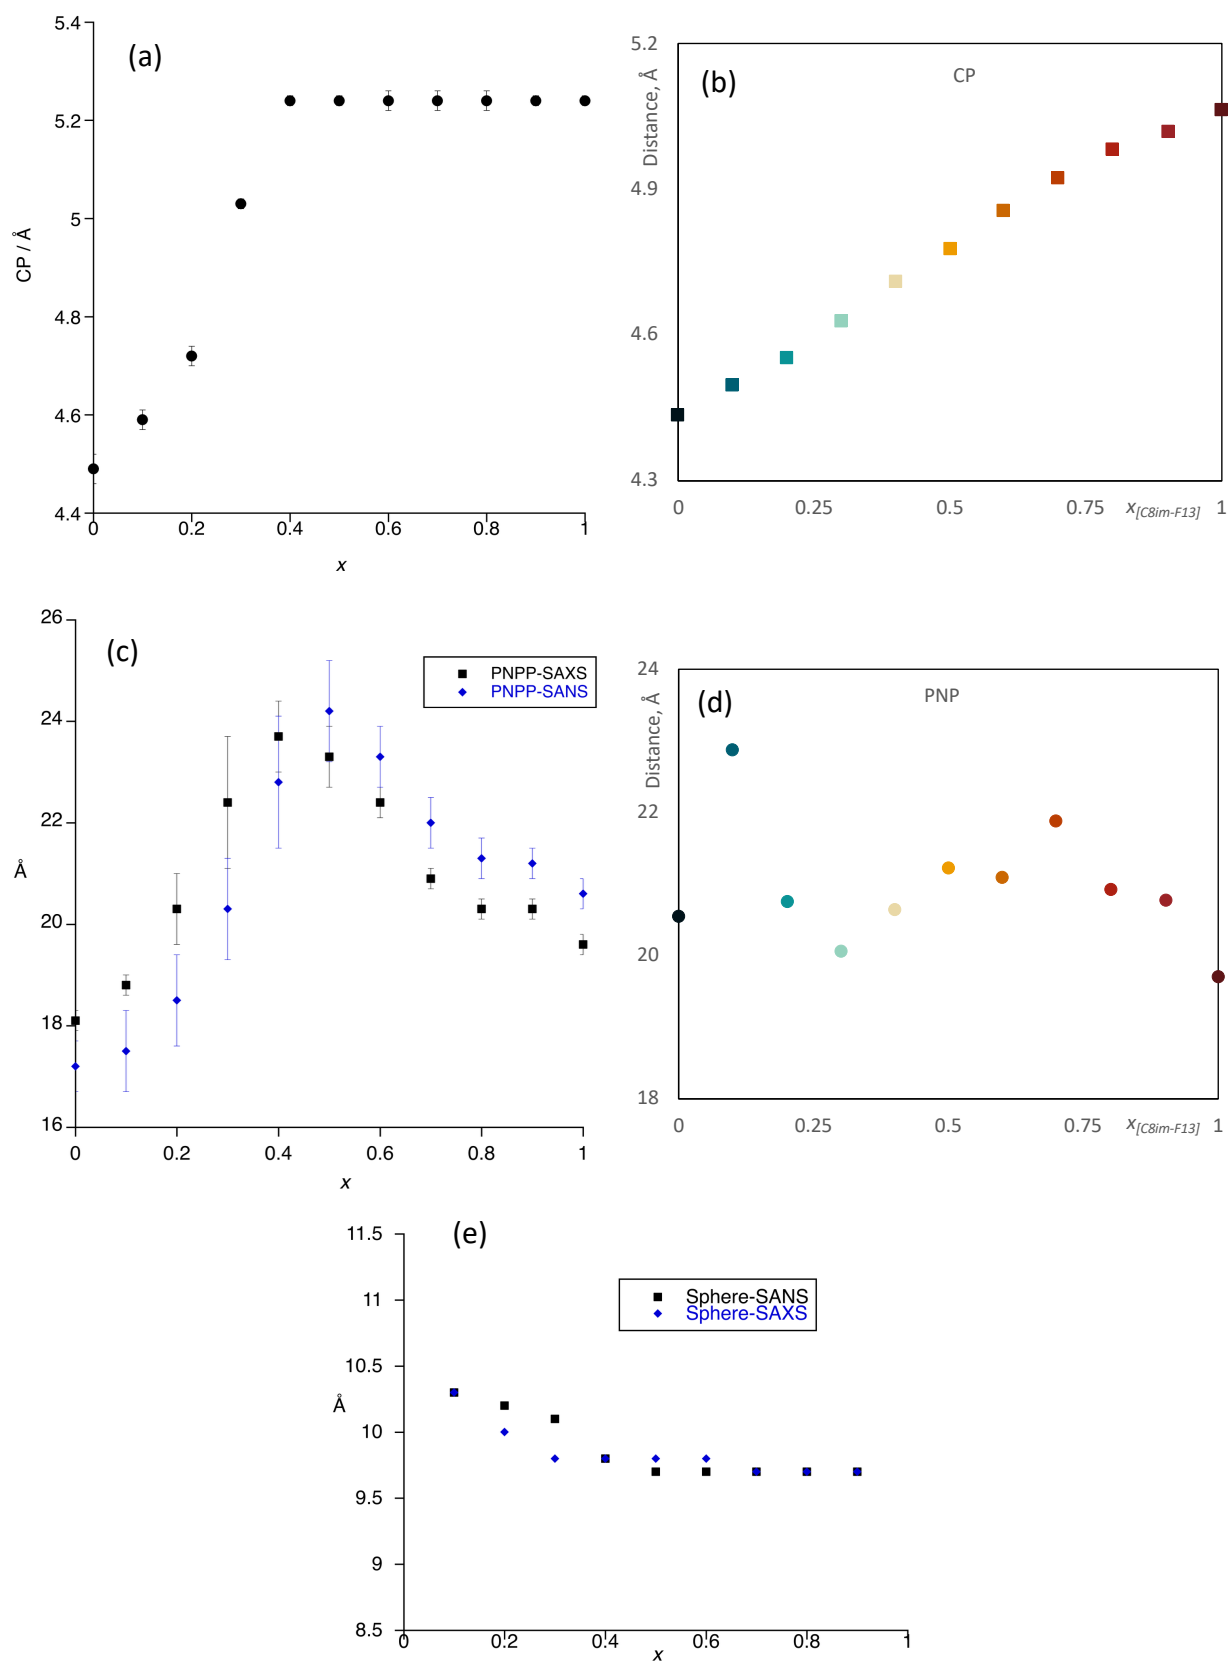 (a)
5.4
5.2
5
4.8
4.6
4.4
CP / Å
0
0.2
0.4
0.6
0.8
1
x
(b)
CP
Distance, Å
5.2
4.9
4.6
4.3
0
0.25
0.5
0.75
x[C8im-F13]
1
(c)
26
24
22
20
18
16
Å
PNPP-SAXS
PNPP-SANS
0
0.2
0.4
0.6
0.8
1
x
(d)
PNP
Distance, Å
24
22
20
18
0
0.25
0.5
0.75
x[C8im-F13]
1
(e)
11.5
11
10.5
10
9.5
9
8.5
Å
Sphere-SANS
Sphere-SAXS
0
0.2
0.4
0.6
0.8
1
x